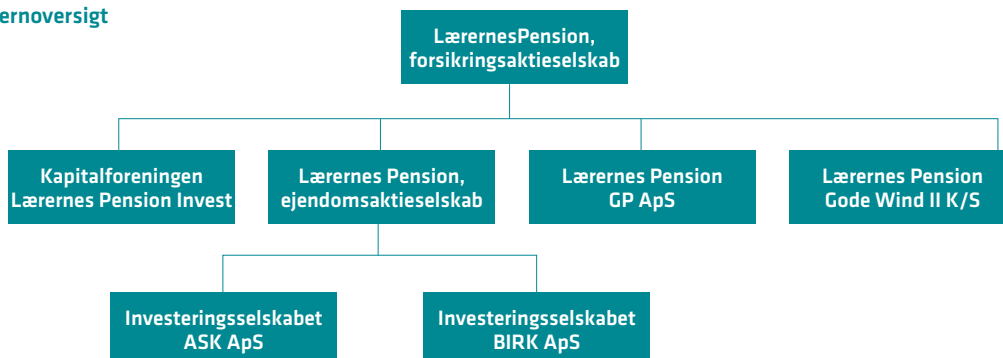 ernoversigt
LærernesPension,
forsikringsaktieselskab
Kapitalforeningen
Lærernes Pension Invest
Lærernes Pension,
ejendomsaktieselskab
Lærernes Pension
GP ApS
Lærernes Pension
Gode Wind II K/S
Investeringsselskabet
ASK ApS
Investeringsselskabet
BIRK ApS